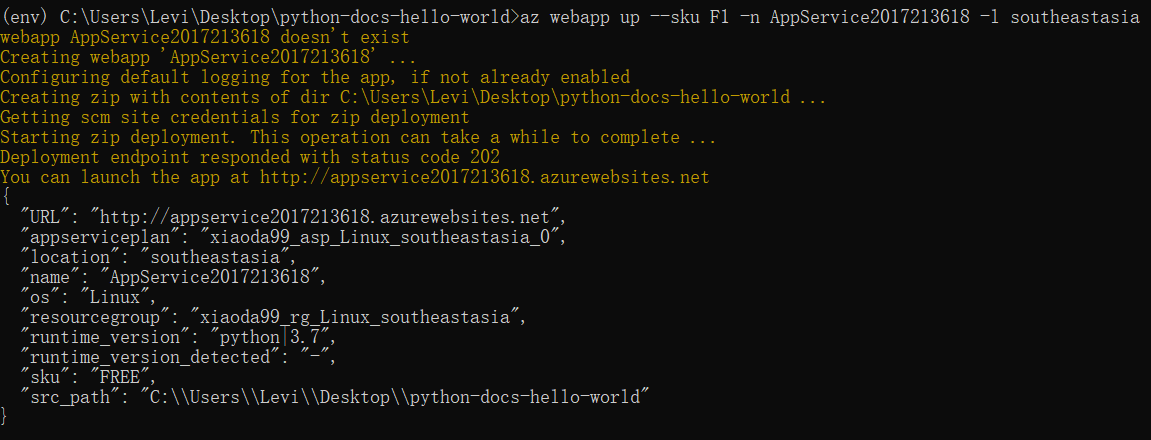 (env) C:\Users\Levi\Desktop\python-docs-hello-world>az webapp up --sku F1 -n AppService2017213618 -l southeastasia
webapp AppService2017213618 doesn't exist
Creating webapp 'AppService2017213618' ...
Configuring default logging for the app, if not already enabled
Creating zip with contents of dir C:\Users\Levi\Desktop\python-docs-hello-world ...
Getting scm site credentials for zip deployment
Starting zip deployment. This operation can take a while to complete ...
Deployment endpoint responded with status code 202
You can launch the app at http://appservice2017213618.azurewebsites.net
{
  "URL": "http://appservice2017213618.azurewebsites.net",
  "appserviceplan": "xiaoda99_asp_Linux_southeastasia_0",
  "location": "southeastasia",
  "name": "AppService2017213618",
  "os": "Linux",
  "resourcegroup": "xiaoda99_rg_Linux_southeastasia",
  "runtime_version": "python|3.7",
  "runtime_version_detected": "-",
  "sku": "FREE",
  "src_path": "C:\\Users\\Levi\\Desktop\\python-docs-hello-world"
}